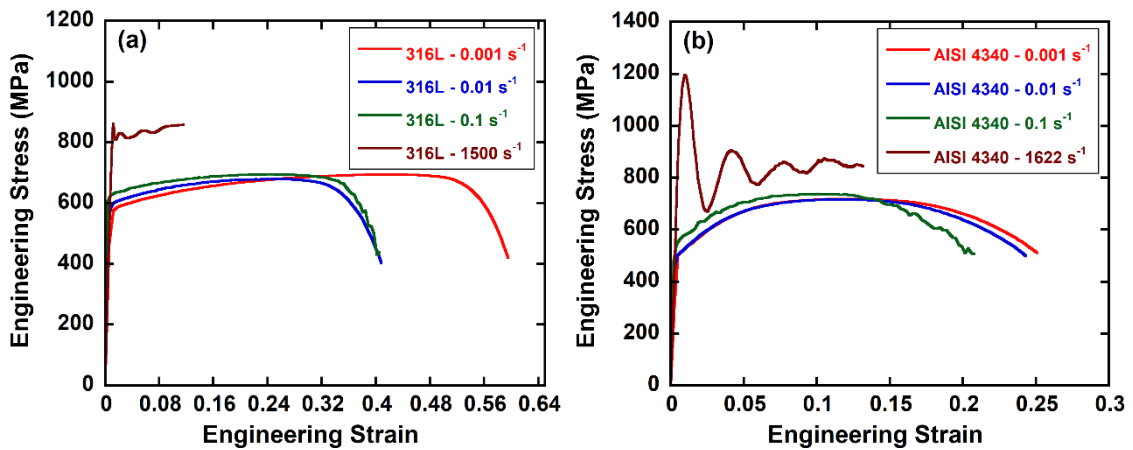 (a)
316L - 0.001 s⁻¹
316L - 0.01 s⁻¹
316L - 0.1 s⁻¹
316L - 1500 s⁻¹
Engineering Stress (MPa)
1200
1000
800
600
400
200
0
0 0.08 0.16 0.24 0.32 0.4 0.48 0.56 0.64
Engineering Strain
(b)
AISI 4340 - 0.001 s⁻¹
AISI 4340 - 0.01 s⁻¹
AISI 4340 - 0.1 s⁻¹
AISI 4340 - 1622 s⁻¹
Engineering Stress (MPa)
1400
1200
1000
800
600
400
200
0
0 0.05 0.1 0.15 0.2 0.25 0.3
Engineering Strain